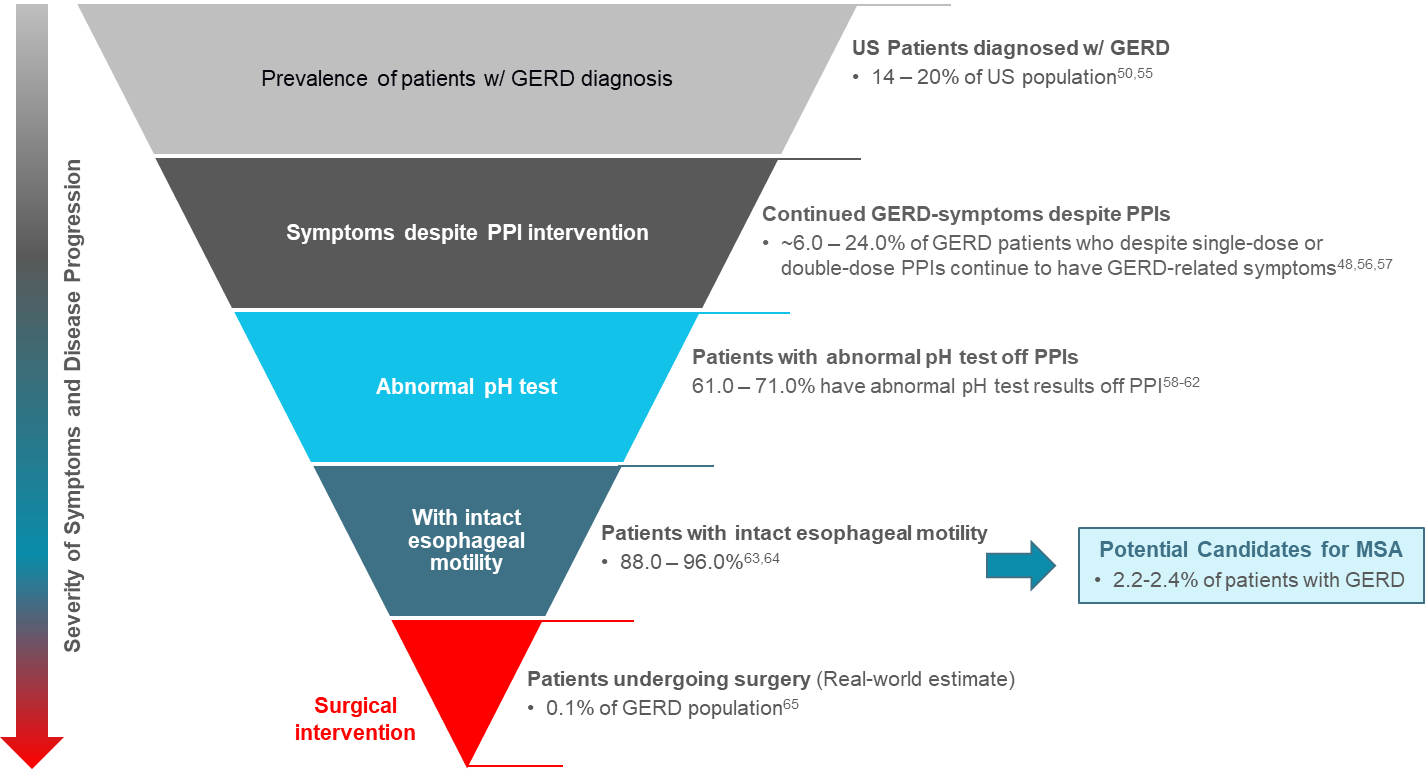 Severity of Symptoms and Disease Progression
Prevalence of patients w/ GERD diagnosis
US Patients diagnosed w/ GERD
• 14 – 20% of US population50,55
Symptoms despite PPI intervention
Continued GERD-symptoms despite PPIs
• ~6.0 – 24.0% of GERD patients who despite single-dose or
double-dose PPIs continue to have GERD-related symptoms48,56,57
Abnormal pH test
Patients with abnormal pH test off PPIs
61.0 – 71.0% have abnormal pH test results off PPI58-62
With intact
esophageal
motility
Patients with intact esophageal motility
• 88.0 – 96.0%63,64
Potential Candidates for MSA
• 2.2-2.4% of patients with GERD
Surgical
intervention
Patients undergoing surgery (Real-world estimate)
• 0.1% of GERD population65